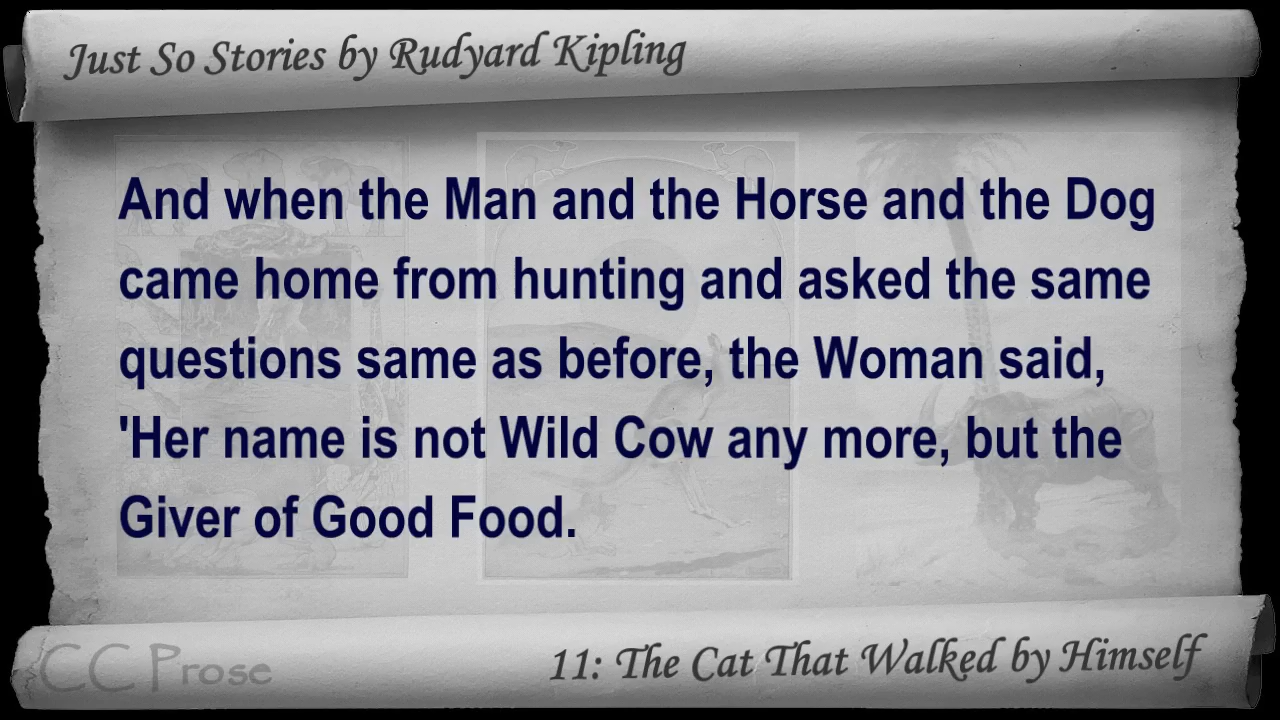 Just So Stories by Rudyard Kipling
And when the Man and the Horse and the Dog
came home from hunting and asked the same
questions same as before, the Woman said,
'Her name is not Wild Cow any more, but the
Giver of Good Food.
CC Prose
11: The Cat That Walked by Himself